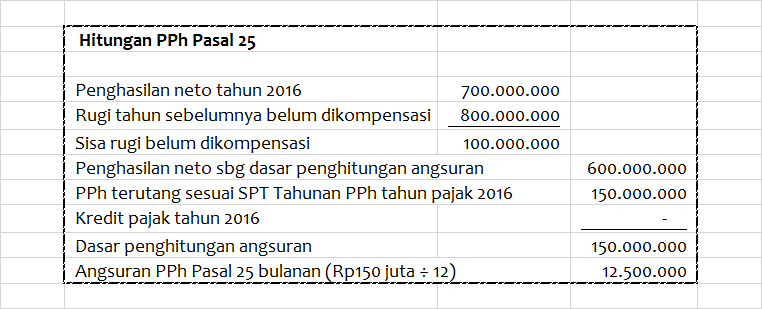 Hitungan PPh Pasal 25
Penghasilan neto tahun 2016 700.000.000
Rugi tahun sebelumnya belum dikompensasi 800.000.000
Sisa rugi belum dikompensasi 100.000.000
Penghasilan neto sbg dasar penghitungan angsuran 600.000.000
PPh terutang sesuai SPT Tahunan PPh tahun pajak 2016 150.000.000
Kredit pajak tahun 2016 -
Dasar penghitungan angsuran 150.000.000
Angsuran PPh Pasal 25 bulanan (Rp150 juta ÷ 12) 12.500.000